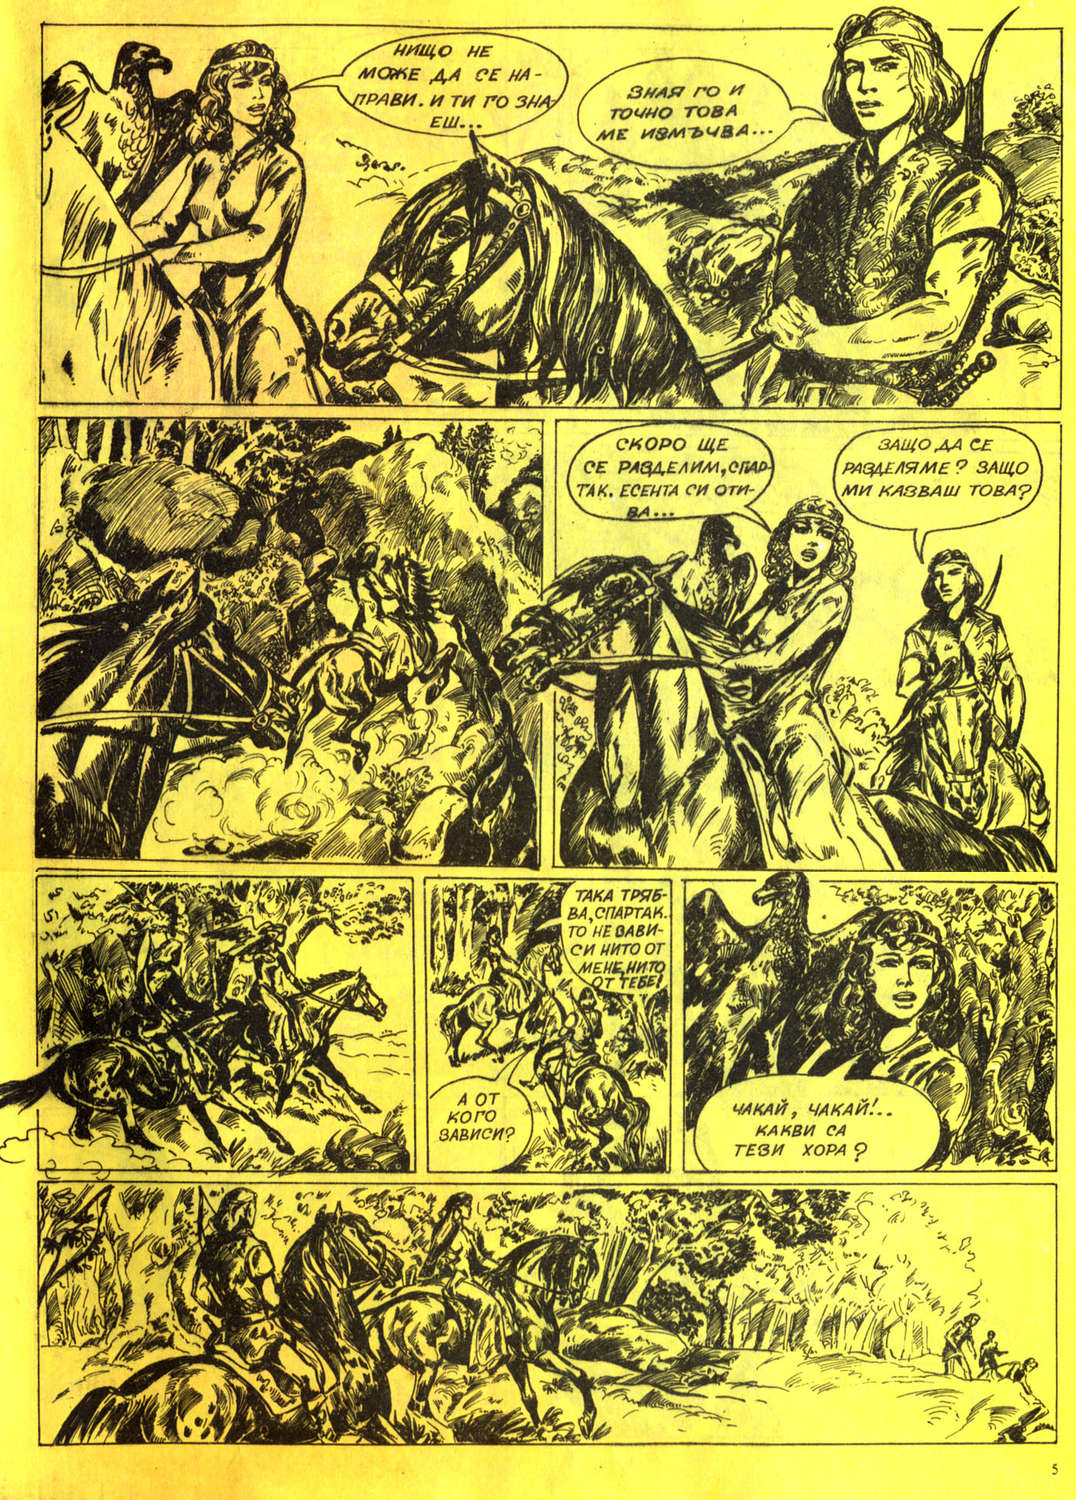 НИЩО НЕ
МОЖЕ ДА СЕ НА-
ПРАВИ. И ТИ ГО ЗНА-
ЕШ...
ЗНАЯ ГО И
ТОЧНО ТОВА
МЕ ИЗМЪЧВА...
СКОРО ЩЕ
СЕ РАЗДЕЛИМ, СПАР-
ТАК. ЕСЕНТА СИ ОТИ-
ВА...
ЗАЩО ДА СЕ
РАЗДЕЛЯМЕ? ЗАЩО
МИ КАЗВАШ ТОВА?
ТАКА ТРЯБ-
ВА, СПАРТАК.
ТО НЕ ЗАВИ-
СИ НИТО ОТ
МЕНЕ, НИТО
ОТ ТЕБЕ!
А ОТ
КОГО
ЗАВИСИ?
ЧАКАЙ, ЧАКАЙ!..
КАКВИ СА
ТЕЗИ ХОРА?
5